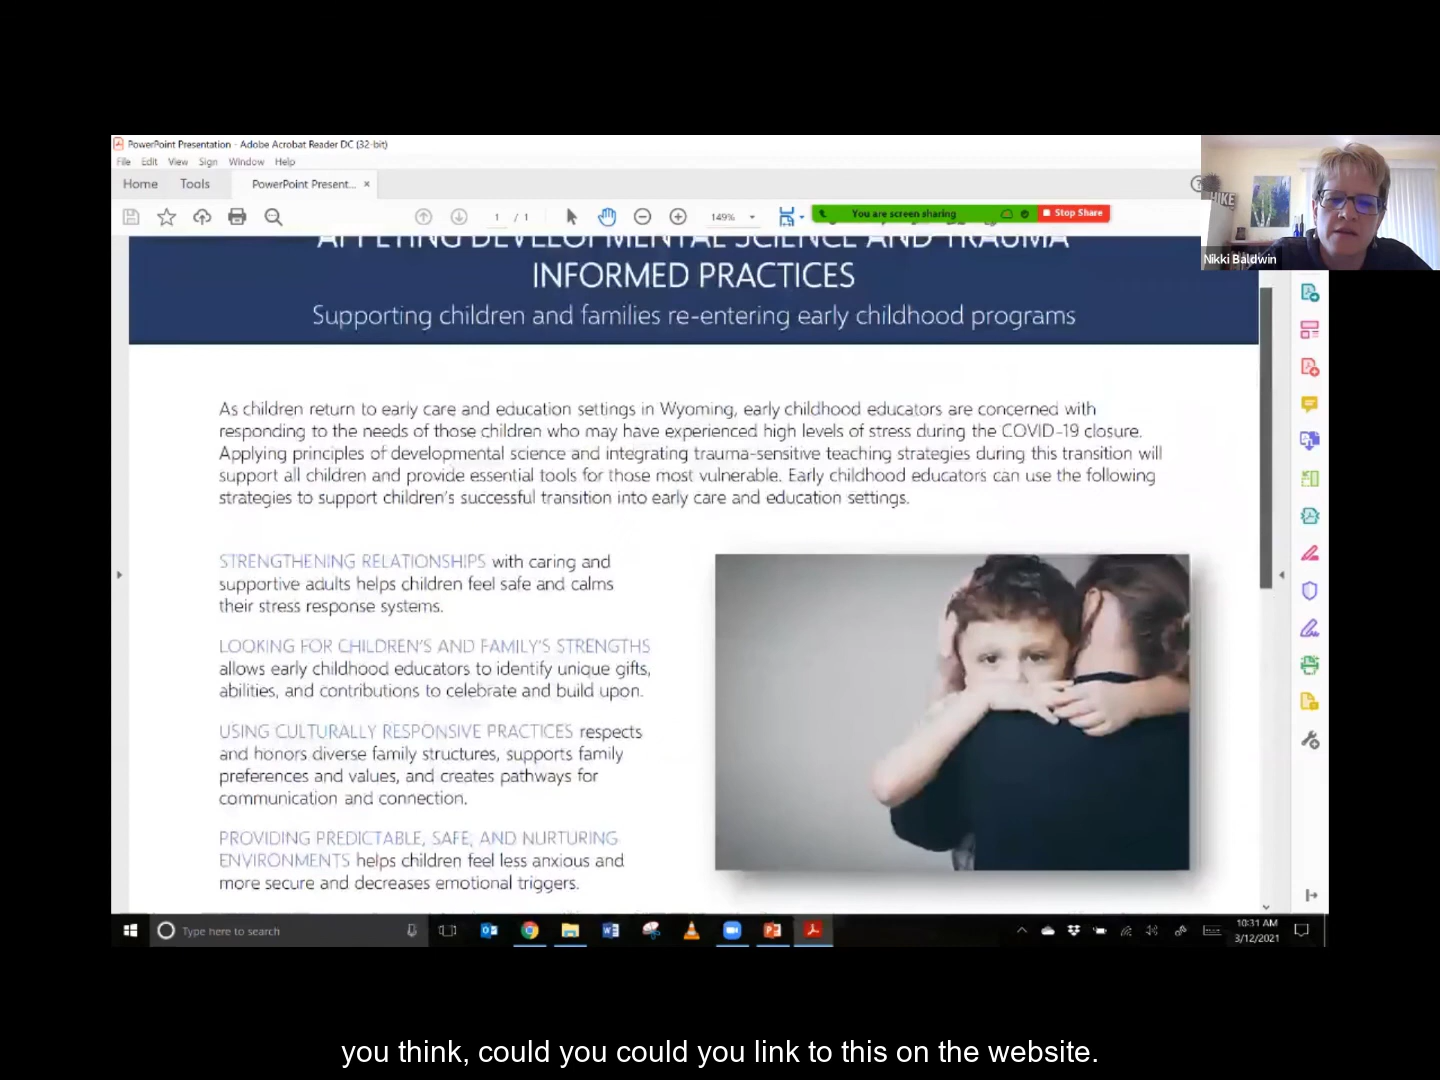 PowerPoint Presentation - Adobe Acrobat Reader DC (32-bit)
File Edit View Sign Window Help
Home Tools PowerPoint Present... ×
1 / 1 149% You are screen sharing Stop Share
HIKE
Nikki Baldwin
APPLYING DEVELOPMENTAL SCIENCE AND TRAUMA
INFORMED PRACTICES
Supporting children and families re-entering early childhood programs
As children return to early care and education settings in Wyoming, early childhood educators are concerned with
responding to the needs of those children who may have experienced high levels of stress during the COVID-19 closure.
Applying principles of developmental science and integrating trauma-sensitive teaching strategies during this transition will
support all children and provide essential tools for those most vulnerable. Early childhood educators can use the following
strategies to support children's successful transition into early care and education settings.
STRENGTHENING RELATIONSHIPS with caring and
supportive adults helps children feel safe and calms
their stress response systems.
LOOKING FOR CHILDREN'S AND FAMILY'S STRENGTHS
allows early childhood educators to identify unique gifts,
abilities, and contributions to celebrate and build upon.
USING CULTURALLY RESPONSIVE PRACTICES respects
and honors diverse family structures, supports family
preferences and values, and creates pathways for
communication and connection.
PROVIDING PREDICTABLE, SAFE, AND NURTURING
ENVIRONMENTS helps children feel less anxious and
more secure and decreases emotional triggers.
Type here to search
10:31 AM
3/12/2021
you think, could you could you link to this on the website.